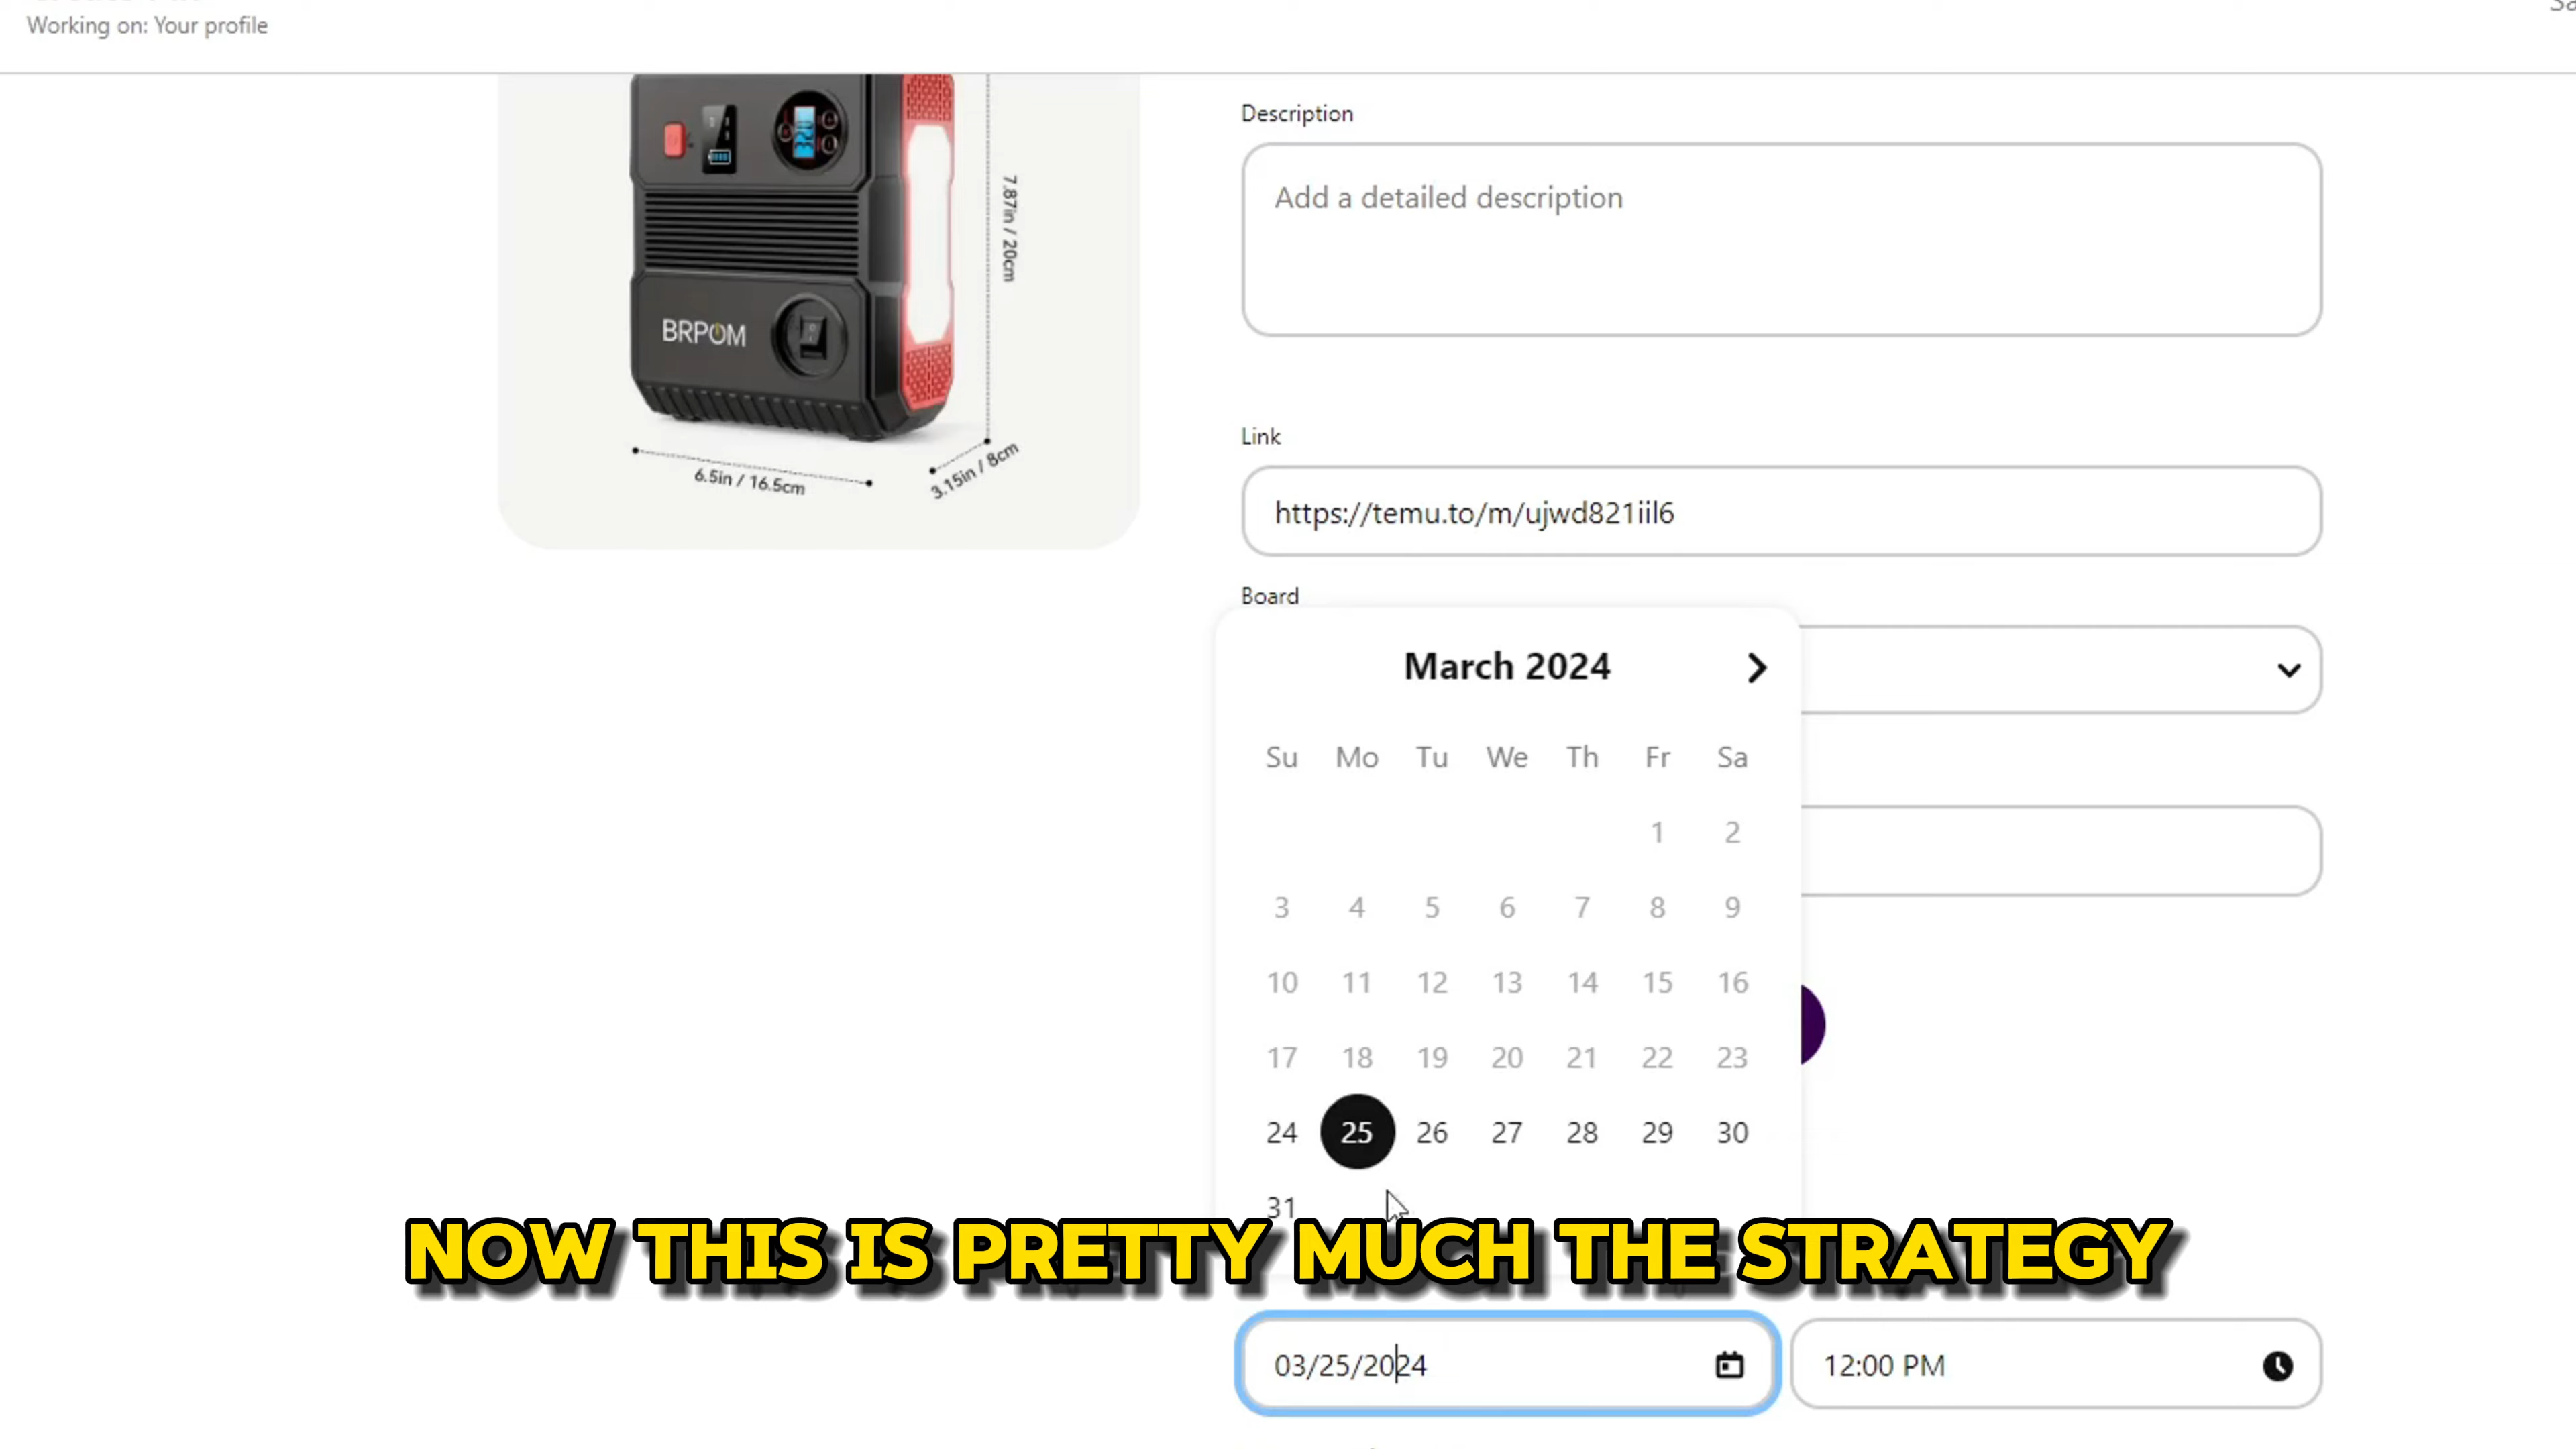 Working on: Your profile
Description
Add a detailed description
7.87in / 20cm
320
BRPOM
6.5in / 16.5cm
3.15in / 8cm
Link
https://temu.to/m/ujwd821iil6
Board
March 2024
Su Mo Tu We Th Fr Sa
1 2
3 4 5 6 7 8 9
10 11 12 13 14 15 16
17 18 19 20 21 22 23
24 25 26 27 28 29 30
31
NOW THIS IS PRETTY MUCH THE STRATEGY
03/25/2024
12:00 PM